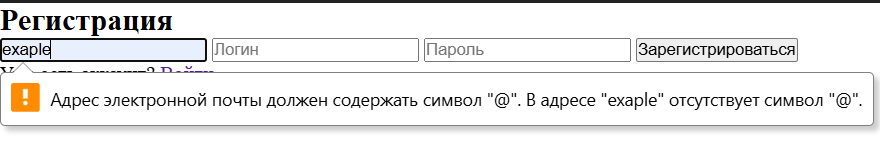 Регистрация
exaple Логин Пароль Зарегистрироваться
Адрес электронной почты должен содержать символ "@". В адресе "exaple" отсутствует символ "@".